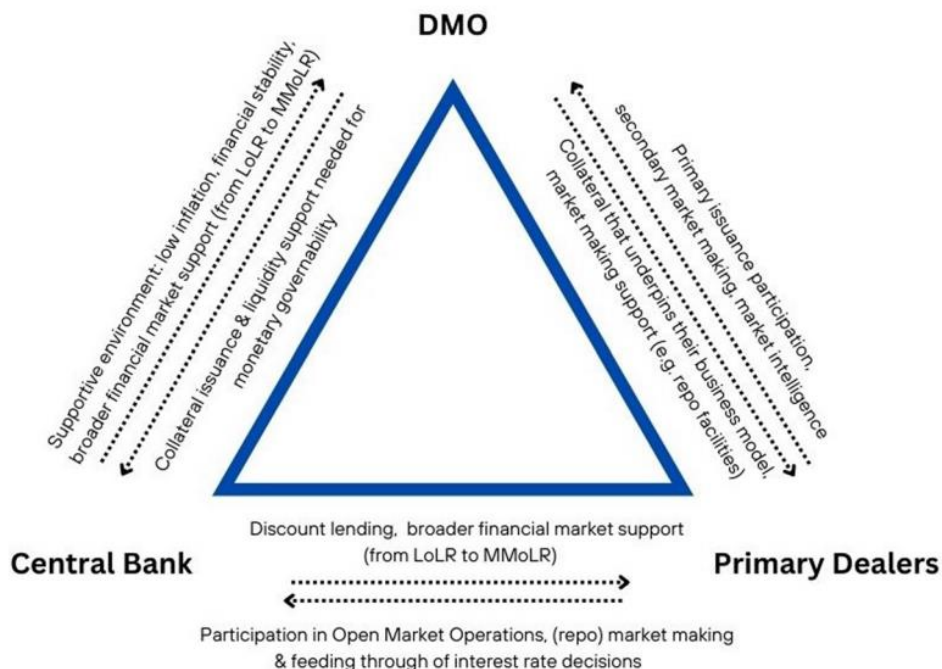 DMO
Supportive environment: low inflation, financial stability,
broader financial market support (from LoLR to MMoLR)
Collateral issuance & liquidity support needed for
monetary governability
Primary issuance participation,
secondary market making, market intelligence
Collateral that underpins their business model,
market making support (e.g. repo facilities)
Central Bank
Discount lending, broader financial market support
(from LoLR to MMoLR)
Primary Dealers
Participation in Open Market Operations, (repo) market making
& feeding through of interest rate decisions